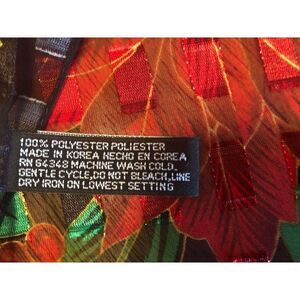 100% POLYESTER POLIESTER
MADE IN KOREA HECHO EN COREA
RN 64348 MACHINE WASH COLD,
GENTLE CYCLE,DO NOT BLEACH,LINE
DRY IRON ON LOWEST SETTING